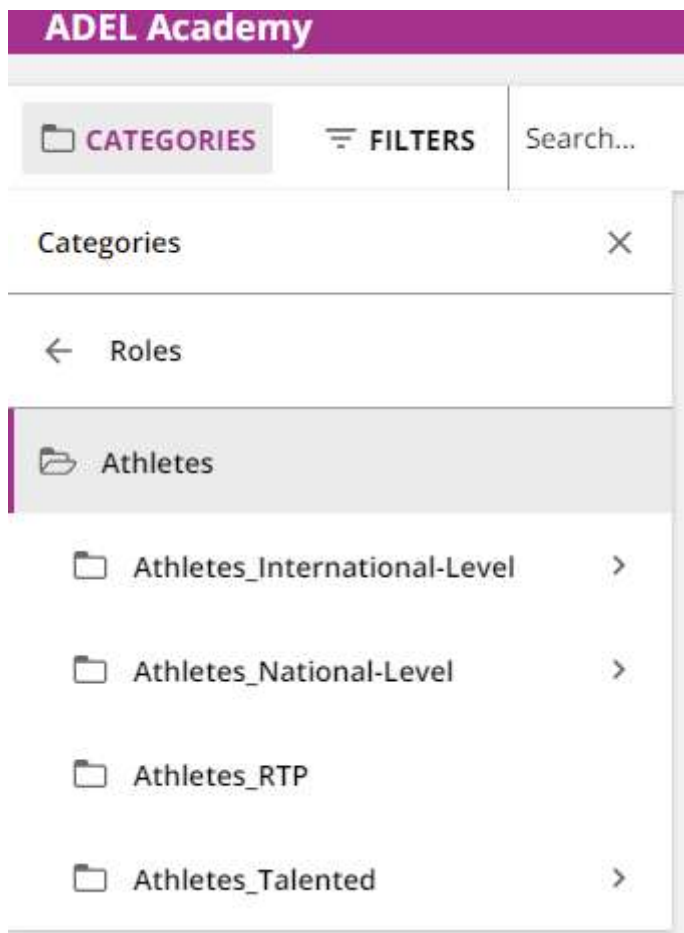 ADEL Academy
CATEGORIES FILTERS Search...
Categories
Roles
Athletes
Athletes_International-Level
Athletes_National-Level
Athletes_RTP
Athletes_Talented